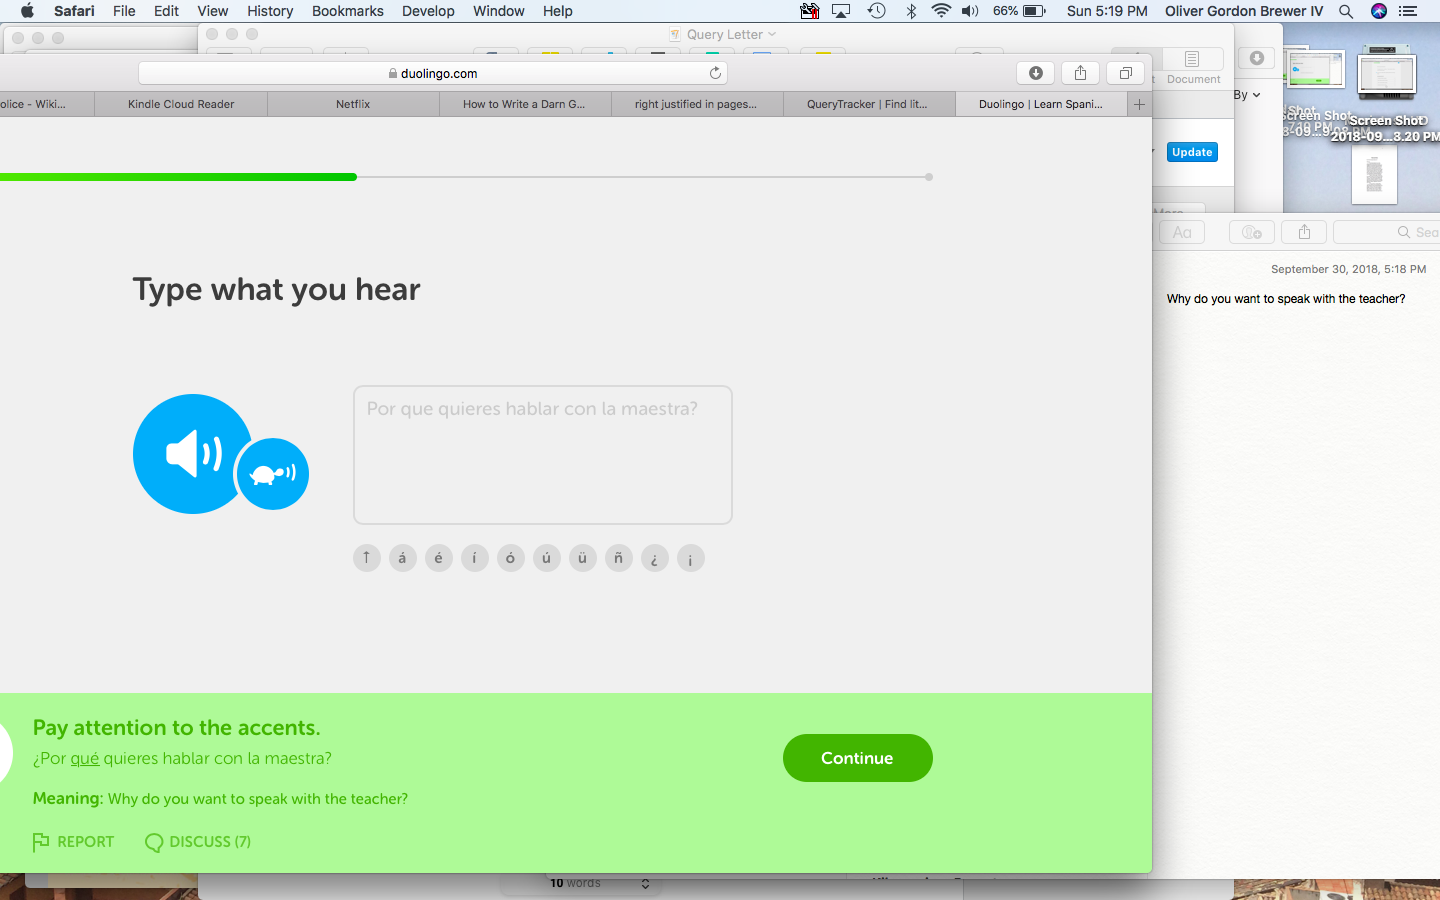 Safari File Edit View History Bookmarks Develop Window Help 66% Sun 5:19 PM Oliver Gordon Brewer IV
Query Letter
duolingo.com
Document
By
olice - Wiki... Kindle Cloud Reader Netflix How to Write a Darn G... right justified in pages... QueryTracker | Find lit... Duolingo | Learn Spani... +
Screen Shot
2018-09...8.20 PM
Update
More
Aa
Sea
September 30, 2018, 5:18 PM
Why do you want to speak with the teacher?
Type what you hear
Por que quieres hablar con la maestra?
↑ á é í ó ú ü ñ ¿ ¡
Pay attention to the accents.
¿Por qué quieres hablar con la maestra?
Continue
Meaning: Why do you want to speak with the teacher?
REPORT DISCUSS (7)
10 words